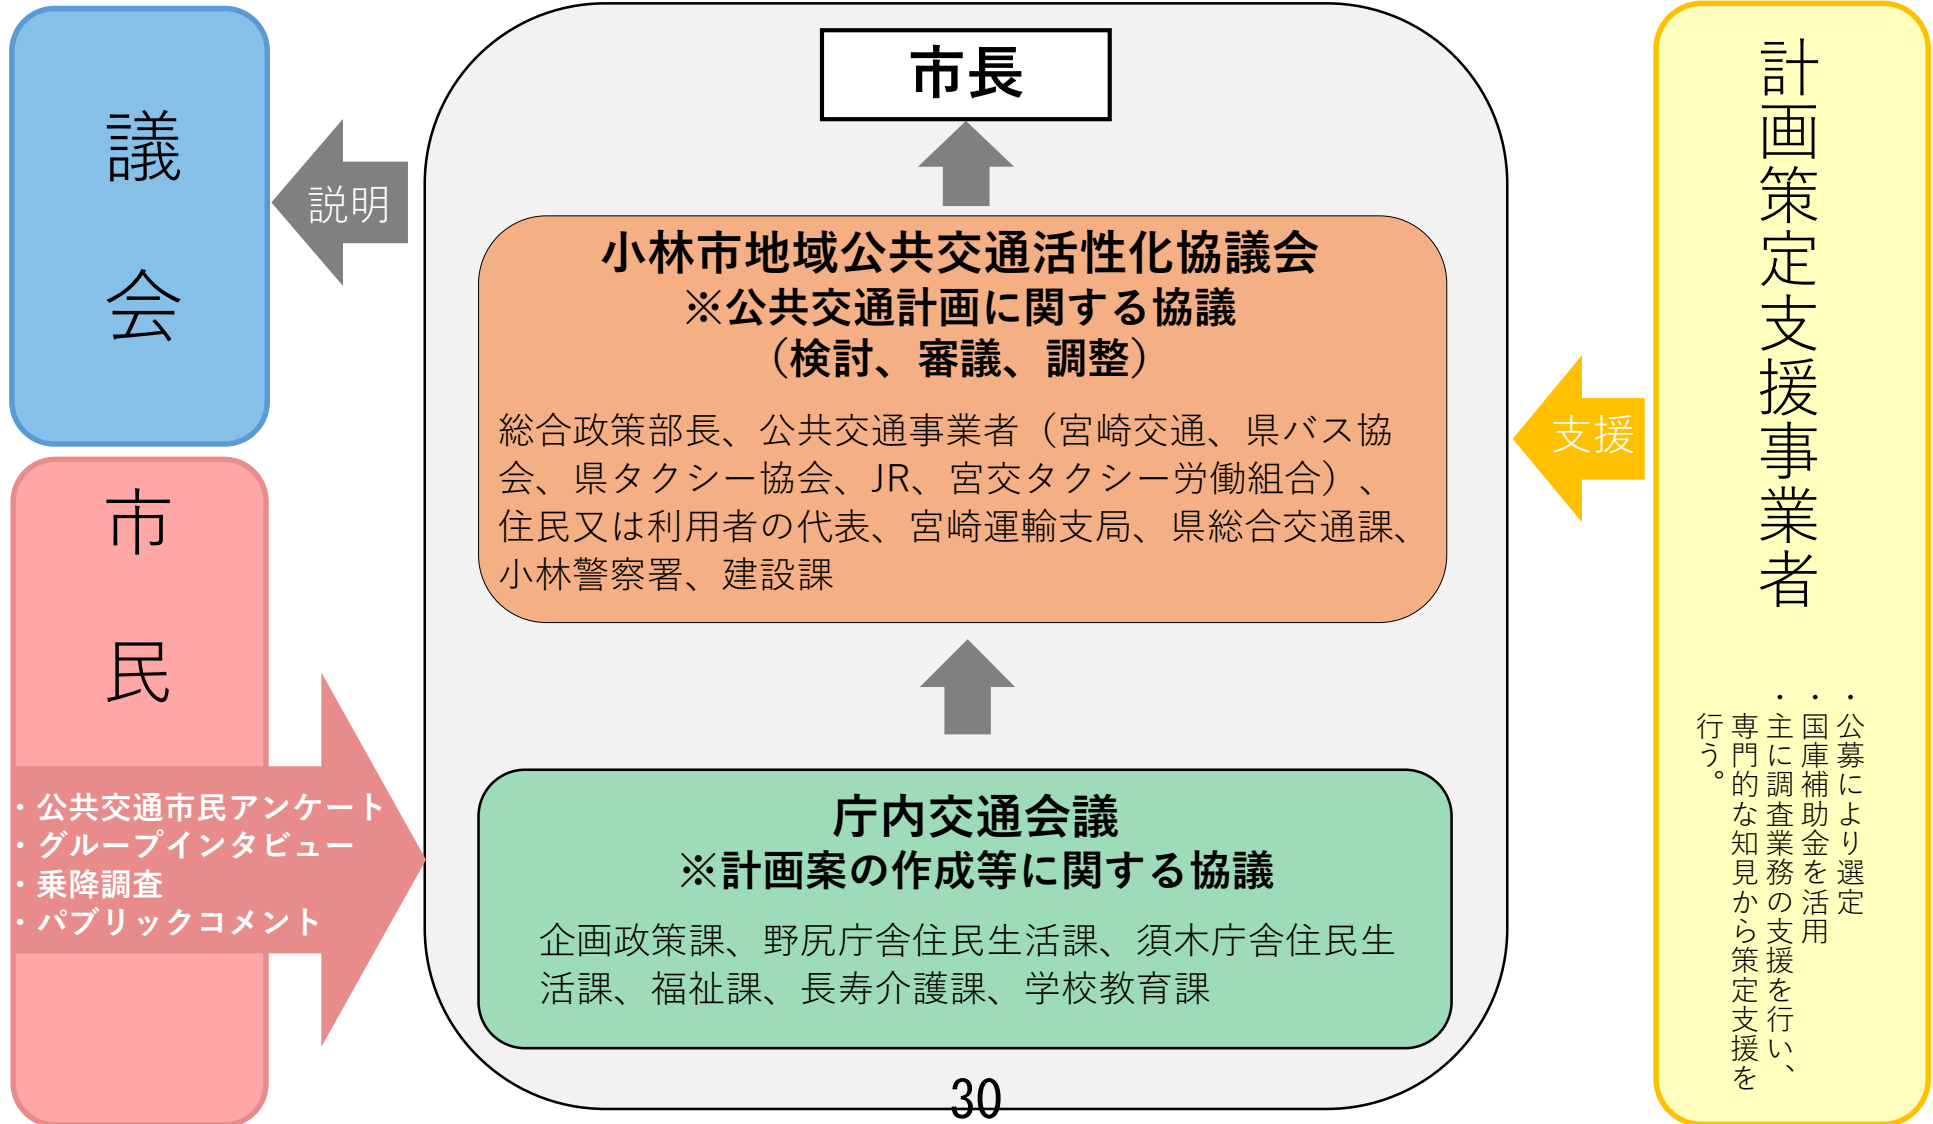 議会
説明
市民
・公共交通市民アンケート
・グループインタビュー
・乗降調査
・パブリックコメント
市長
小林市地域公共交通活性化協議会
※公共交通計画に関する協議
（検討、審議、調整）
総合政策部長、公共交通事業者（宮崎交通、県バス協
会、県タクシー協会、JR、宮交タクシー労働組合）、
住民又は利用者の代表、宮崎運輸支局、県総合交通課、
小林警察署、建設課
庁内交通会議
※計画案の作成等に関する協議
企画政策課、野尻庁舎住民生活課、須木庁舎住民生
活課、福祉課、長寿介護課、学校教育課
30
支援
計画策定支援事業者
・公募により選定
・国庫補助金を活用
・主に調査業務の支援を行い、
専門的な知見から策定支援を
行う。